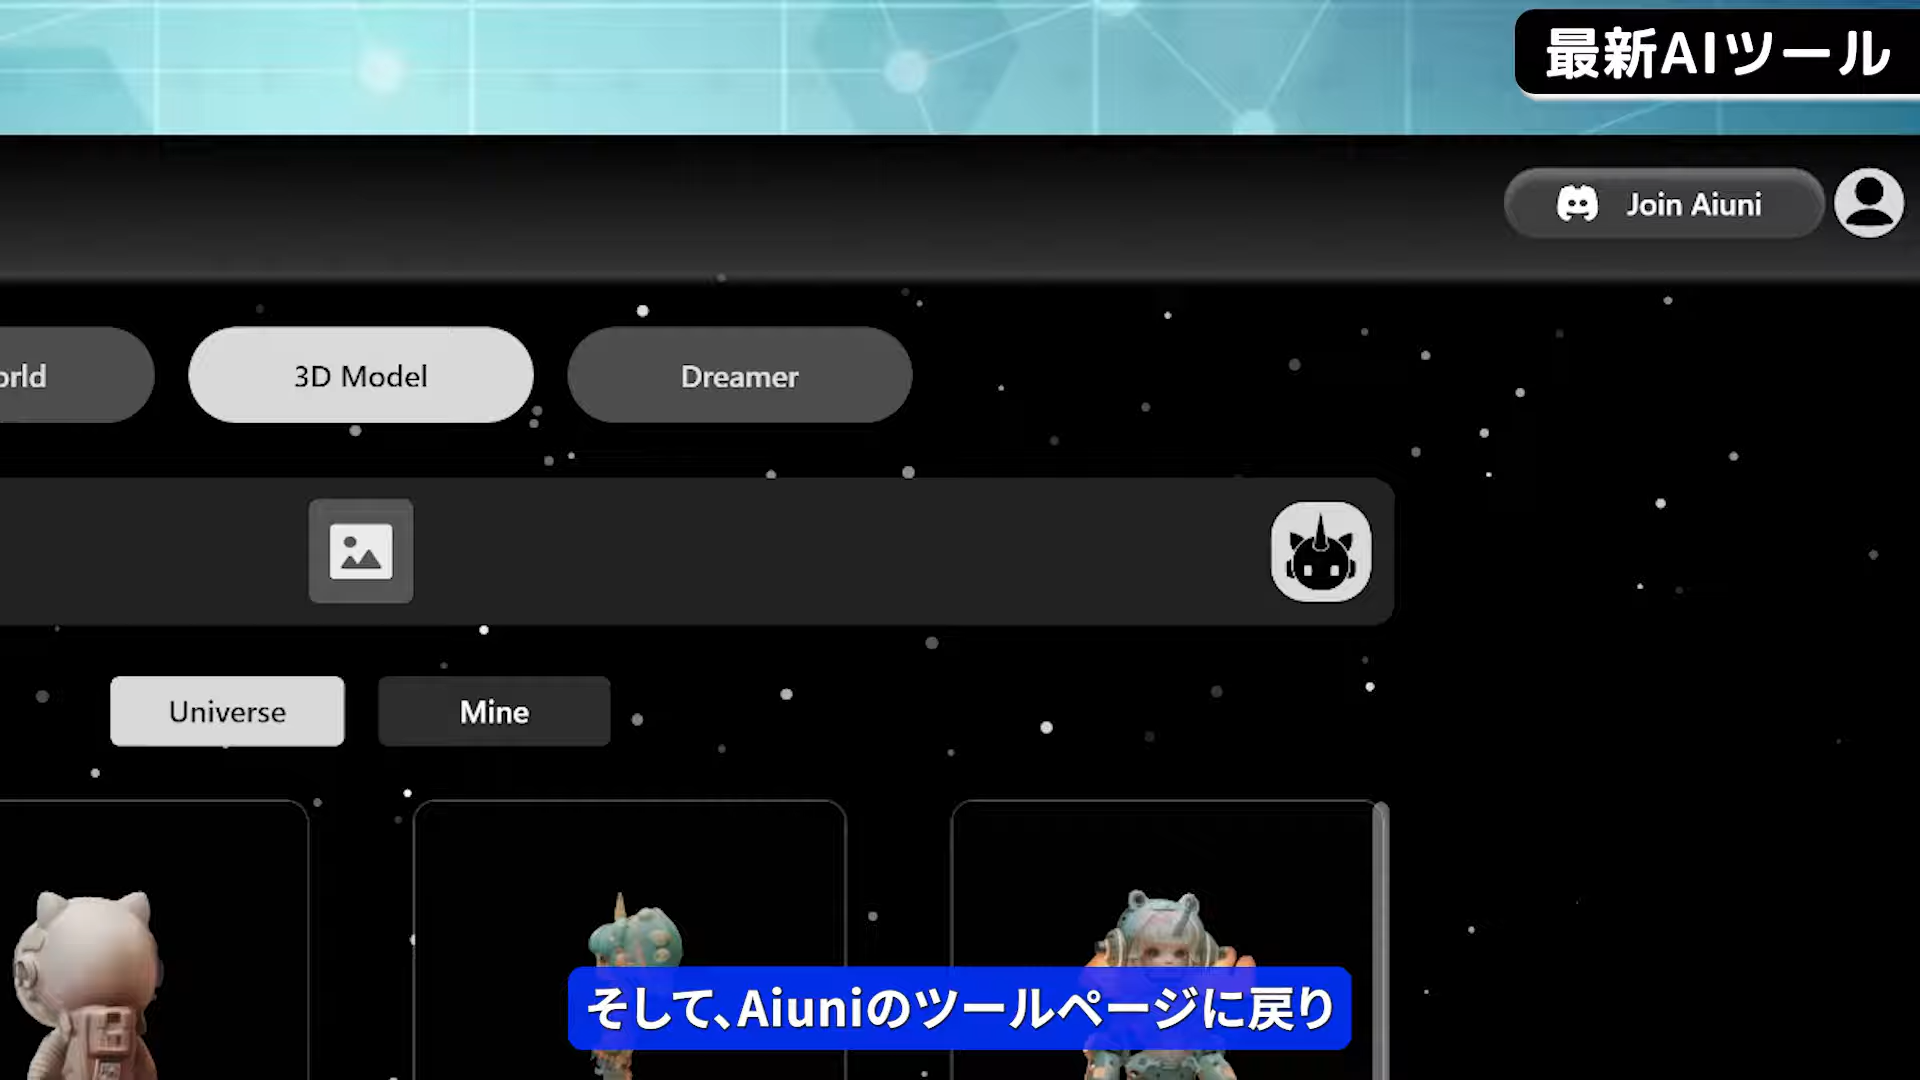 最新AIツール
Join Aiuni
orld
3D Model
Dreamer
Universe
Mine
そして、Aiuniのツールページに戻り